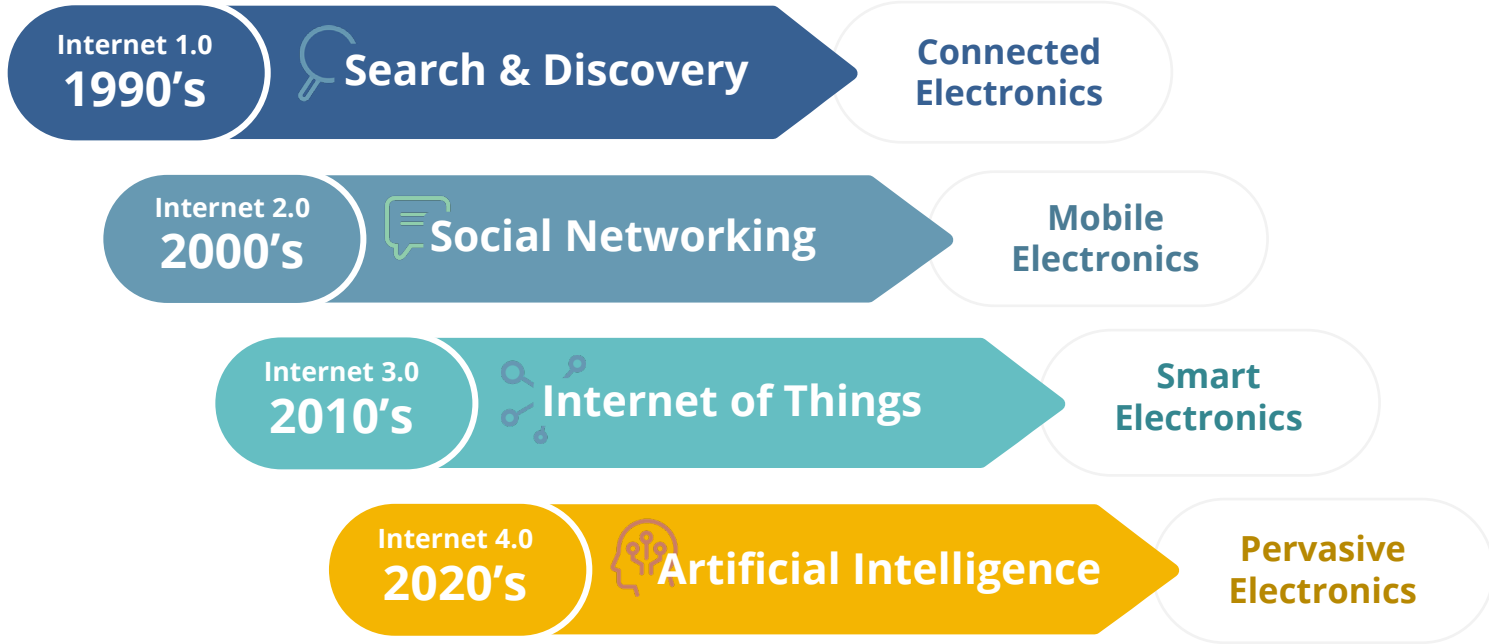 Internet 1.0
1990’s
Search & Discovery
Connected
Electronics
Internet 2.0
2000’s
Social Networking
Mobile
Electronics
Internet 3.0
2010’s
Internet of Things
Smart
Electronics
Internet 4.0
2020’s
Artificial Intelligence
Pervasive
Electronics